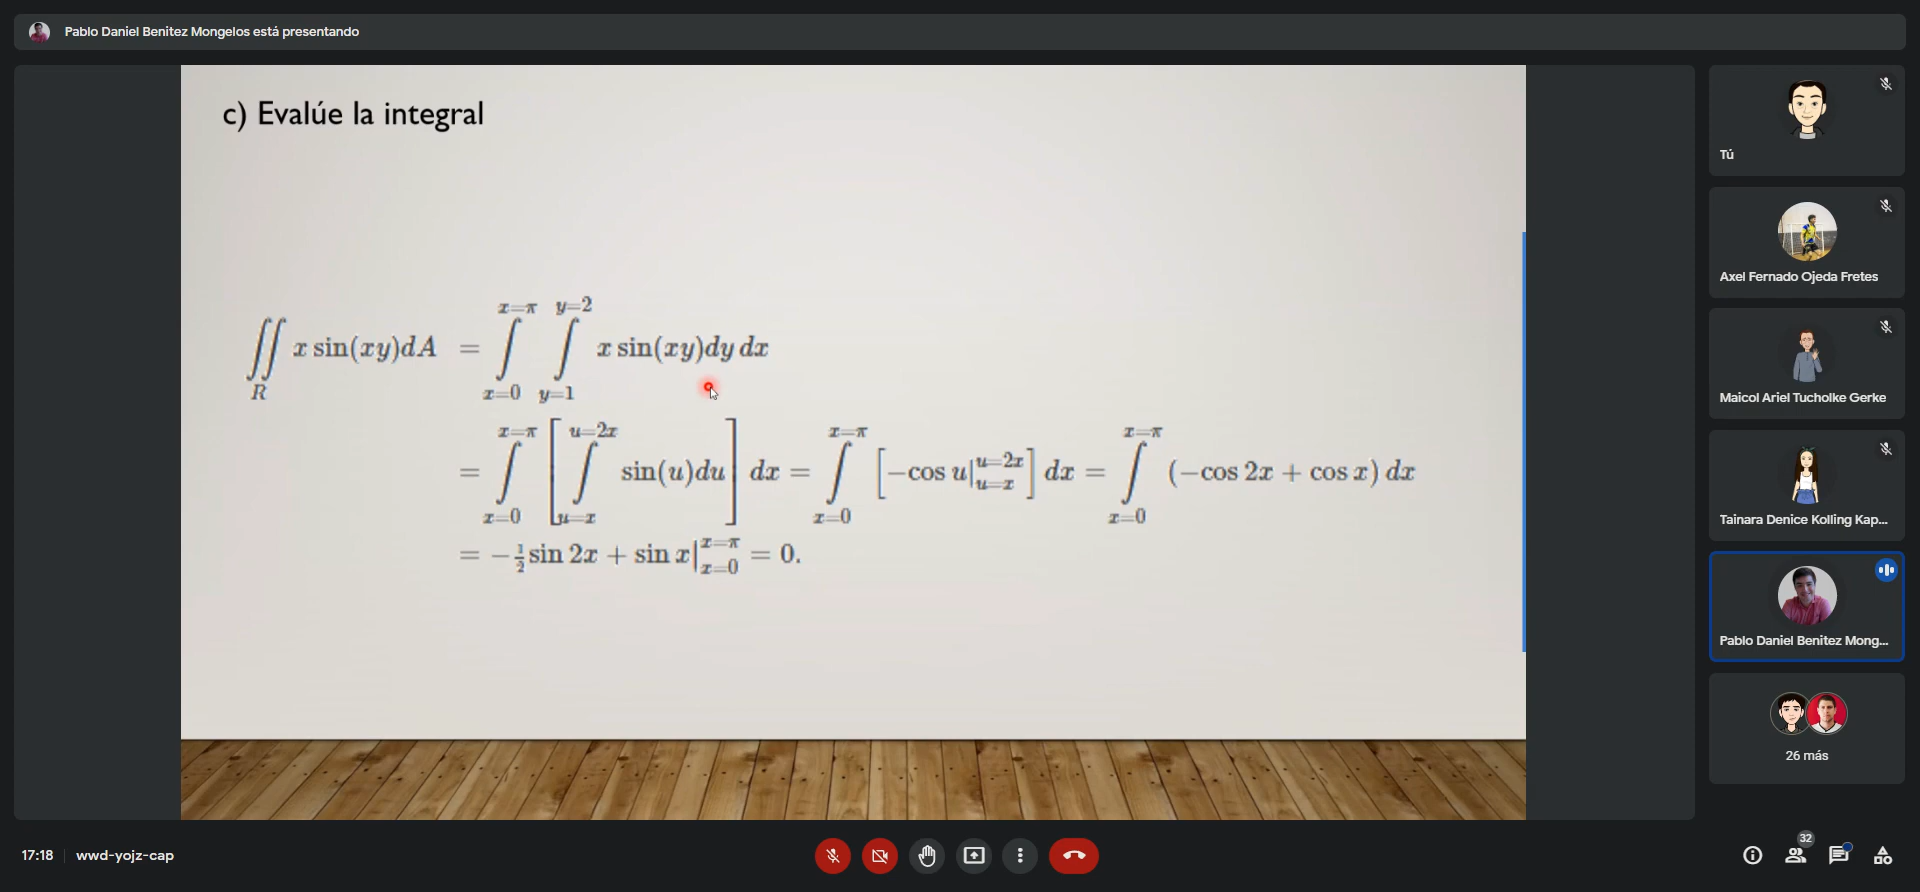 Pablo Daniel Benitez Mongelos está presentando
c) Evalúe la integral
∬_R x sin(xy)dA = ∫_{x=0}^{x=π} ∫_{y=1}^{y=2} x sin(xy)dy dx
= ∫_{x=0}^{x=π} [∫_{u=x}^{u=2x} sin(u)du] dx = ∫_{x=0}^{x=π} [−cos u|_{u=x}^{u=2x}] dx = ∫_{x=0}^{x=π} (−cos 2x + cos x) dx
= −½ sin 2x + sin x|_{x=0}^{x=π} = 0.
Tú
Axel Fernado Ojeda Fretes
Maicol Ariel Tucholke Gerke
Tainara Denice Kolling Kap...
Pablo Daniel Benitez Mong...
26 más
17:18
wwd-yojz-cap
32